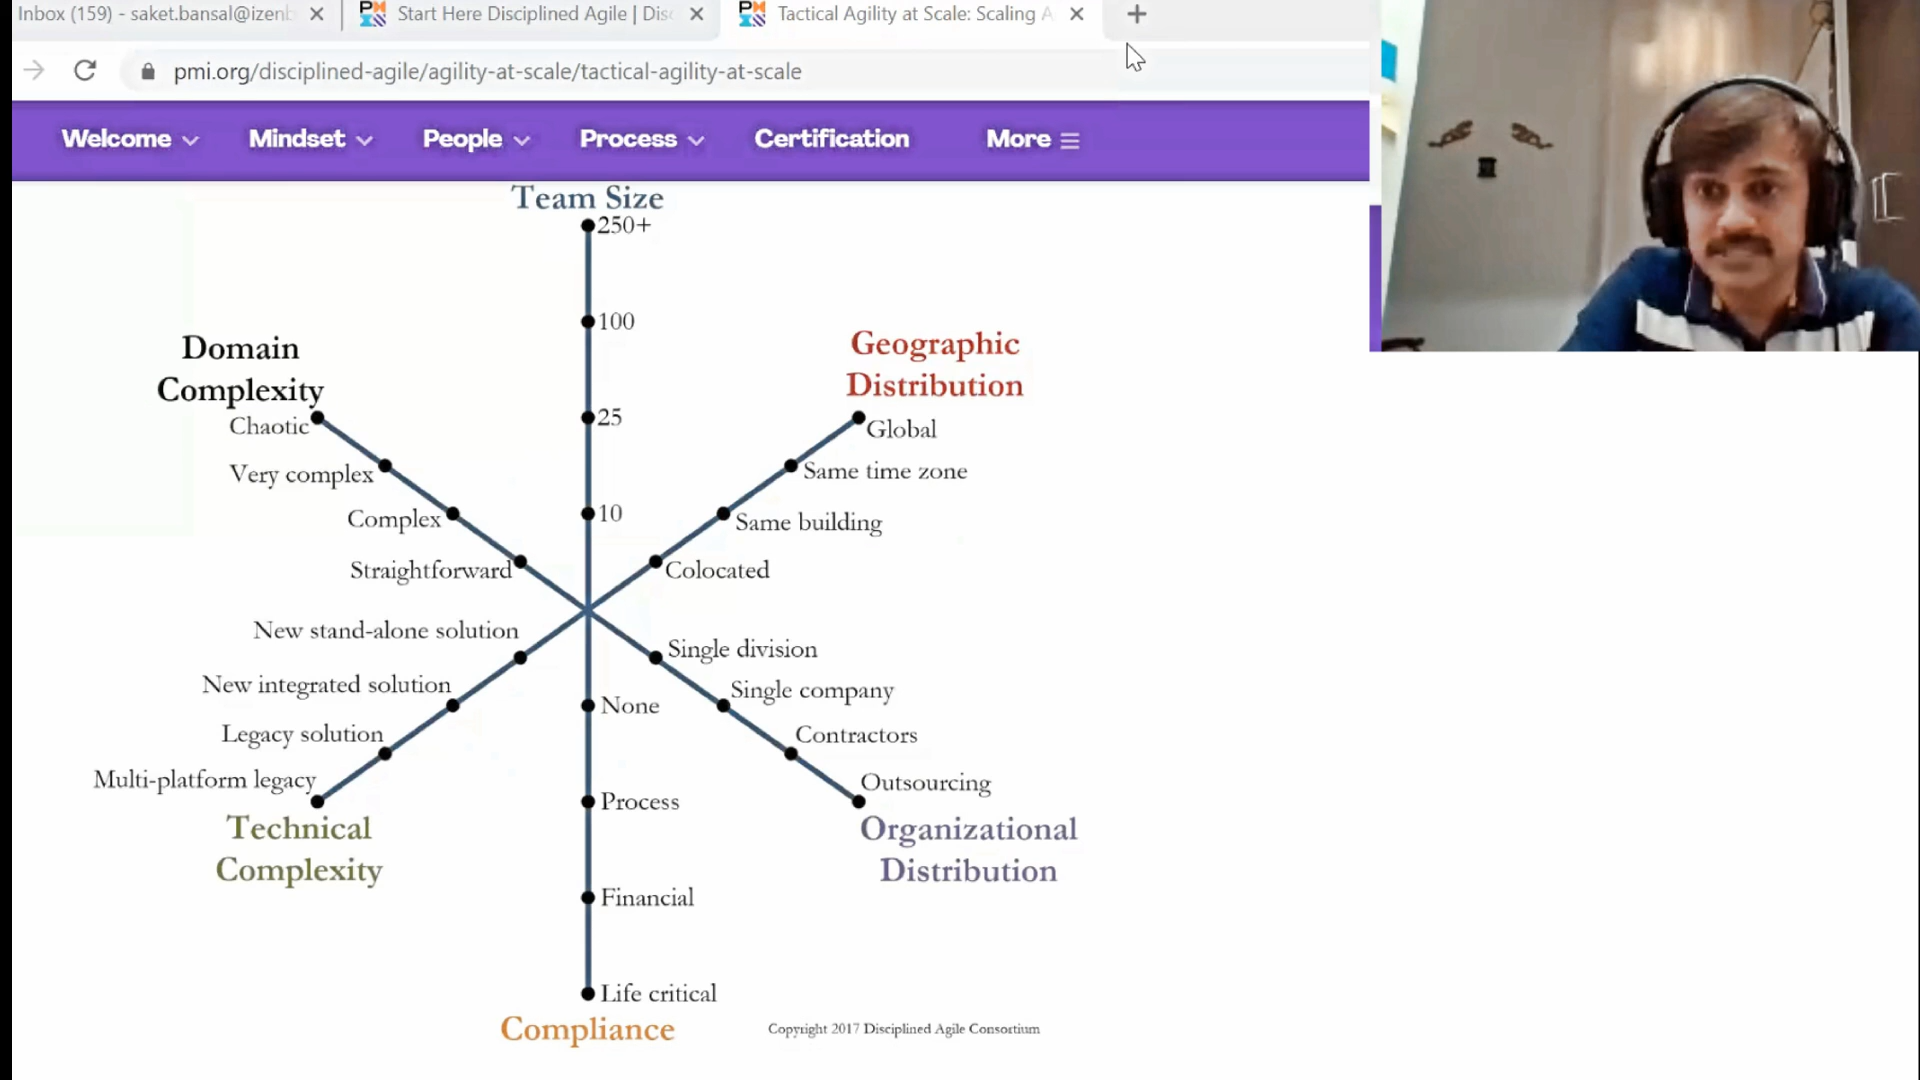 Inbox (159) - saket.bansal@izenb
Start Here Disciplined Agile | Disc
Tactical Agility at Scale: Scaling A
pmi.org/disciplined-agile/agility-at-scale/tactical-agility-at-scale
Welcome
Mindset
People
Process
Certification
More
Team Size
250+
100
25
10
Domain
Complexity
Chaotic
Very complex
Complex
Straightforward
Geographic
Distribution
Global
Same time zone
Same building
Colocated
New stand-alone solution
New integrated solution
Legacy solution
Multi-platform legacy
Technical
Complexity
Single division
Single company
Contractors
Outsourcing
Organizational
Distribution
None
Process
Financial
Life critical
Compliance
Copyright 2017 Disciplined Agile Consortium